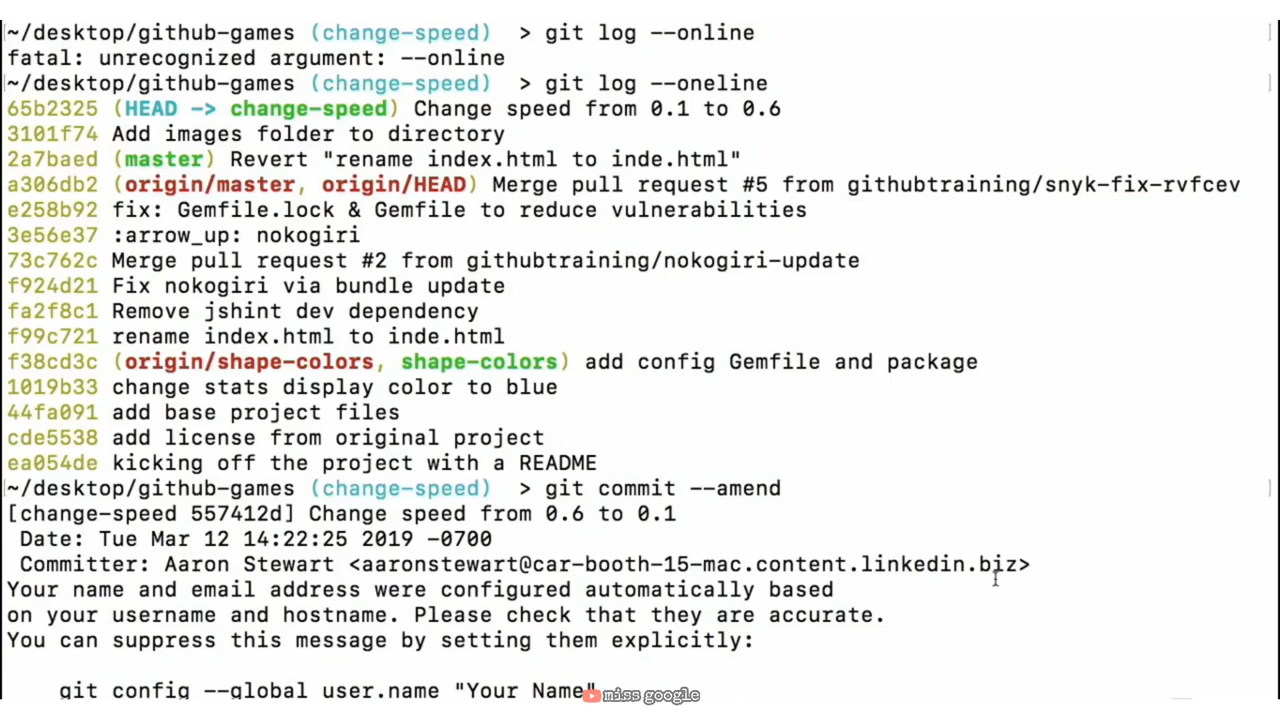 ~/desktop/github-games (change-speed) > git log --online
fatal: unrecognized argument: --online
~/desktop/github-games (change-speed) > git log --oneline
65b2325 (HEAD -> change-speed) Change speed from 0.1 to 0.6
3101f74 Add images folder to directory
2a7baed (master) Revert "rename index.html to inde.html"
a306db2 (origin/master, origin/HEAD) Merge pull request #5 from githubtraining/snyk-fix-rvfcev
e258b92 fix: Gemfile.lock & Gemfile to reduce vulnerabilities
3e56e37 :arrow_up: nokogiri
73c762c Merge pull request #2 from githubtraining/nokogiri-update
f924d21 Fix nokogiri via bundle update
fa2f8c1 Remove jshint dev dependency
f99c721 rename index.html to inde.html
f38cd3c (origin/shape-colors, shape-colors) add config Gemfile and package
1019b33 change stats display color to blue
44fa091 add base project files
cde5538 add license from original project
ea054de kicking off the project with a README
~/desktop/github-games (change-speed) > git commit --amend
[change-speed 557412d] Change speed from 0.6 to 0.1
Date: Tue Mar 12 14:22:25 2019 -0700
Committer: Aaron Stewart <aaronstewart@car-booth-15-mac.content.linkedin.biz>
Your name and email address were configured automatically based
on your username and hostname. Please check that they are accurate.
You can suppress this message by setting them explicitly:
git config --global user.name "Your Name"
miss google